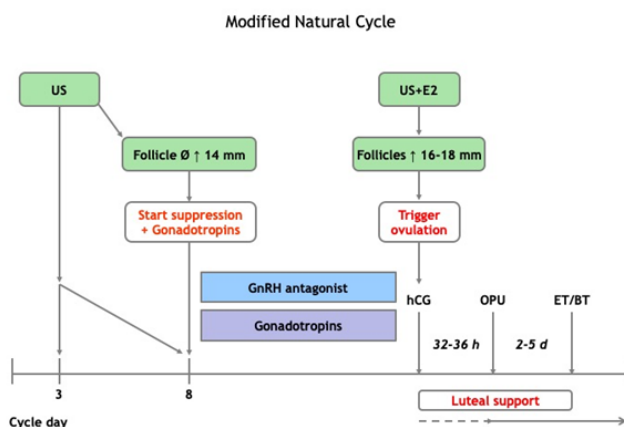 Modified Natural Cycle
US
US+E2
Follicle Ø ↑ 14 mm
Follicles ↑ 16-18 mm
Start suppression
+ Gonadotropins
Trigger
ovulation
GnRH antagonist
Gonadotropins
hCG
OPU
ET/BT
32-36 h
2-5 d
3
8
Luteal support
Cycle day